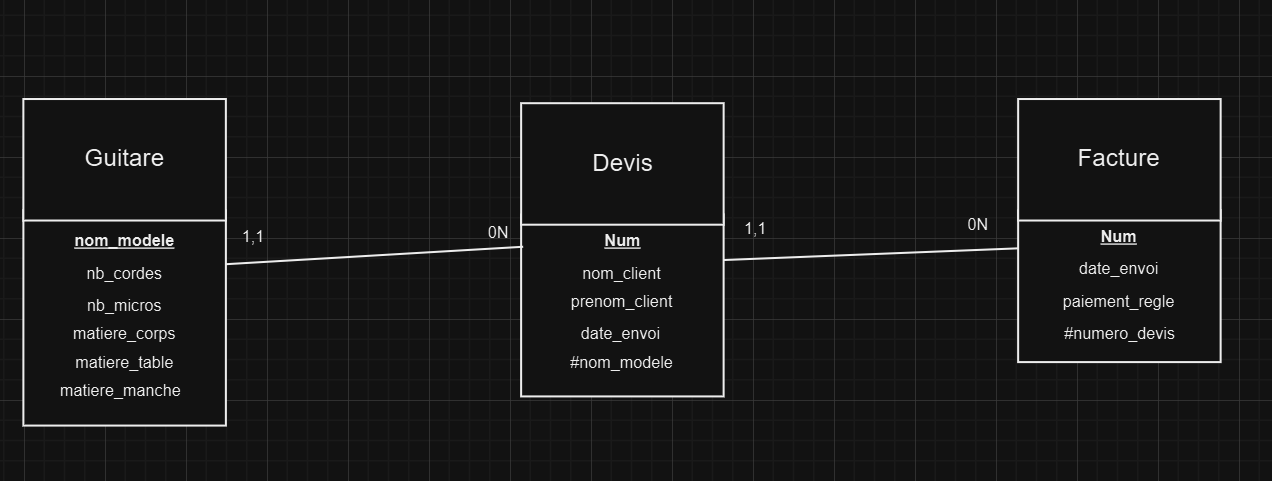 Guitare
nom_modele
nb_cordes
nb_micros
matiere_corps
matiere_table
matiere_manche
1,1
0N
Devis
Num
nom_client
prenom_client
date_envoi
#nom_modele
1,1
0N
Facture
Num
date_envoi
paiement_regle
#numero_devis